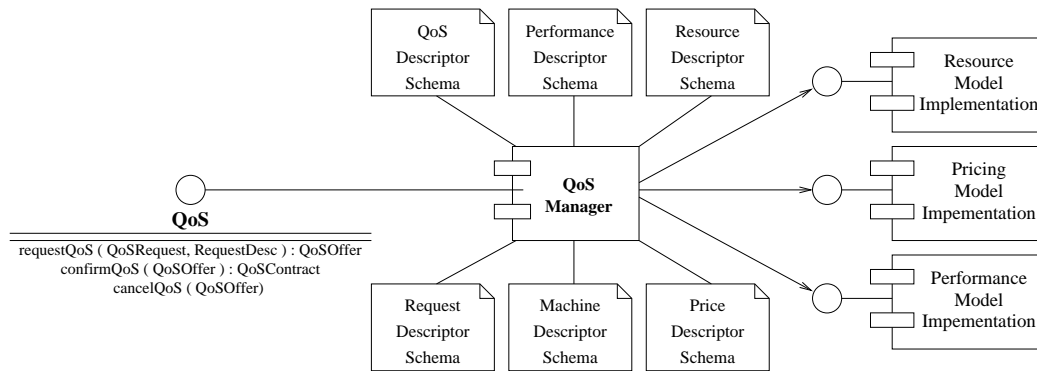 QoS
Descriptor
Schema
Performance
Descriptor
Schema
Resource
Descriptor
Schema
Resource
Model
Implementation
QoS
Manager
Pricing
Model
Impementation
QoS
requestQoS ( QoSRequest, RequestDesc ) : QoSOffer
confirmQoS ( QoSOffer ) : QoSContract
cancelQoS ( QoSOffer)
Request
Descriptor
Schema
Machine
Descriptor
Schema
Price
Descriptor
Schema
Performance
Model
Impementation